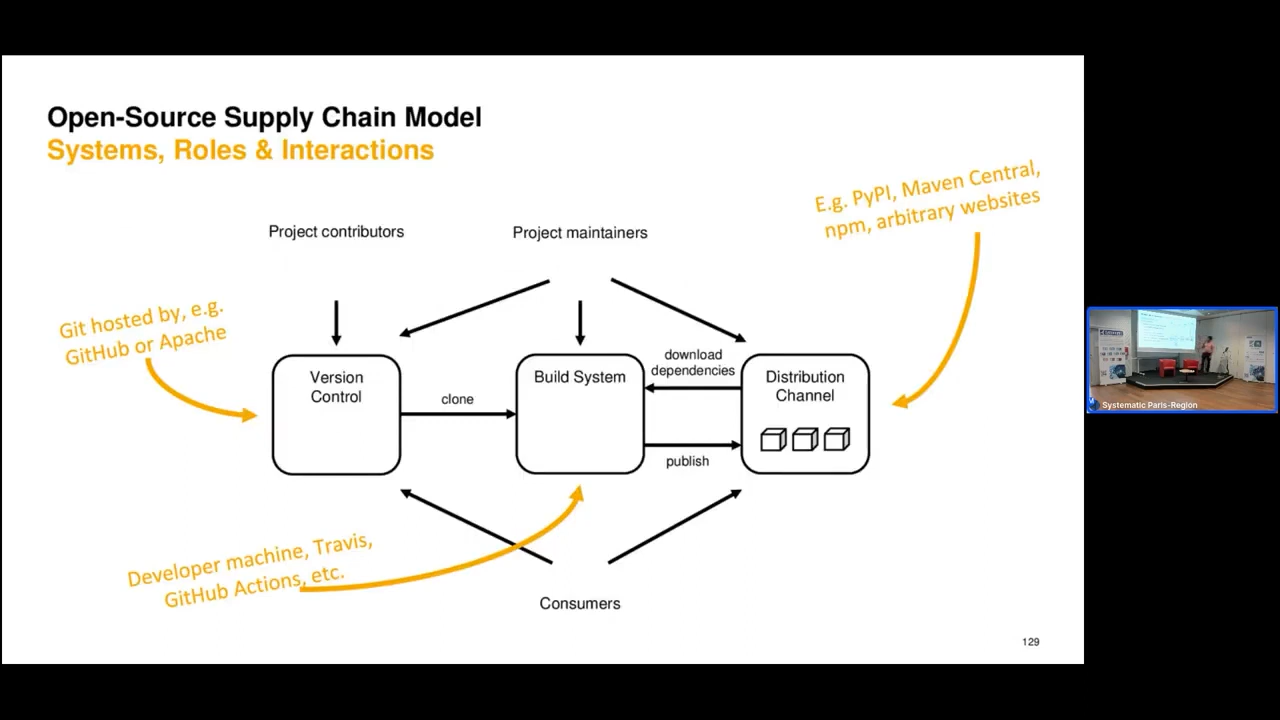 Open-Source Supply Chain Model
Systems, Roles & Interactions
E.g. PyPI, Maven Central,
npm, arbitrary websites
Project contributors
Project maintainers
Git hosted by, e.g.
GitHub or Apache
Version
Control
clone
Build System
download
dependencies
publish
Distribution
Channel
Developer machine, Travis,
GitHub Actions, etc.
Consumers
129
Systematic Paris-Region